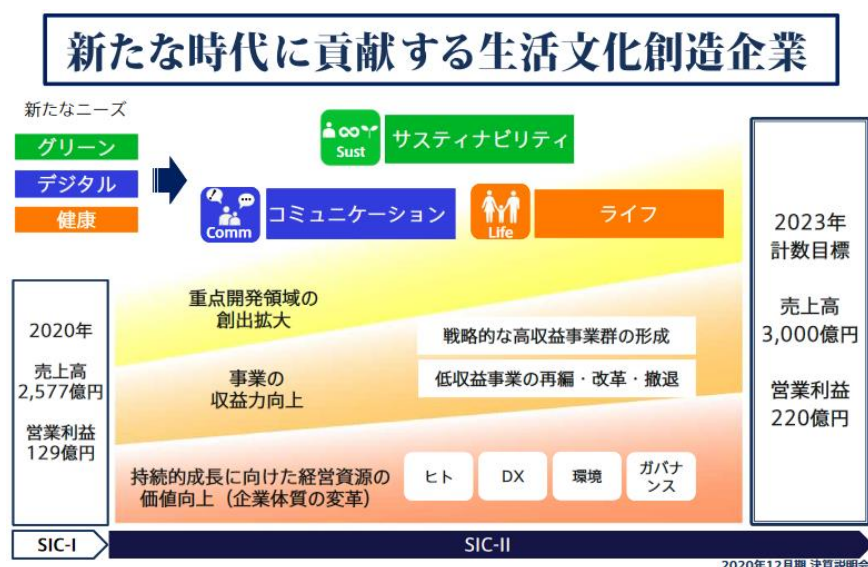 新たな時代に貢献する生活文化創造企業
新たなニーズ
グリーン
デジタル
健康
Sust
サスティナビリティ
Comm
コミュニケーション
Life
ライフ
2020年
売上高
2,577億円
営業利益
129億円
重点開発領域の
創出拡大
事業の
収益力向上
戦略的な高収益事業群の形成
低収益事業の再編・改革・撤退
持続的成長に向けた経営資源の
価値向上（企業体質の変革）
ヒト
DX
環境
ガバナ
ンス
2023年
計数目標
売上高
3,000億円
営業利益
220億円
SIC-I
SIC-II
2020年12月期 決算説明会